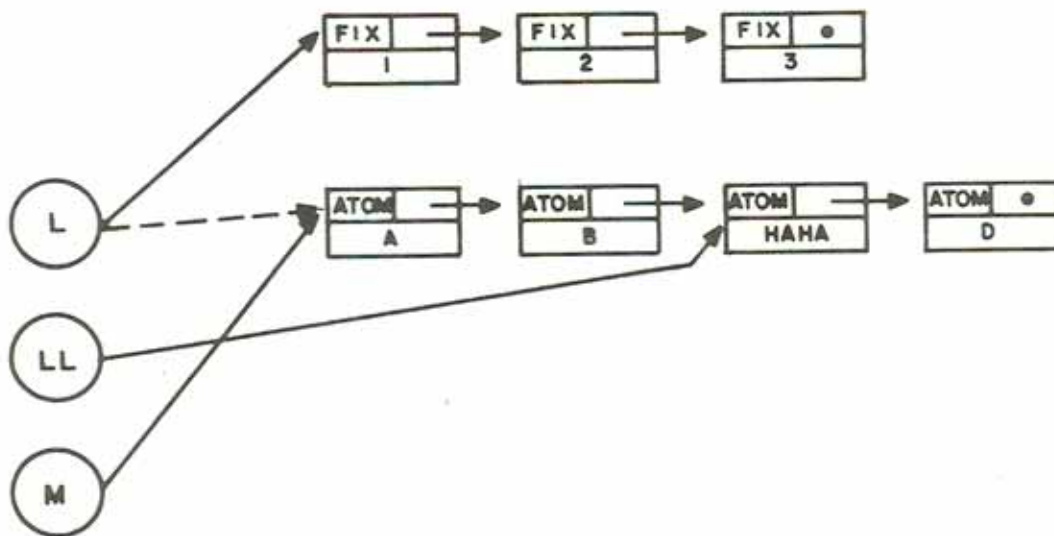 FIX FIX FIX
1 2 3
L ATOM ATOM ATOM ATOM
A B HAHA D
LL
M